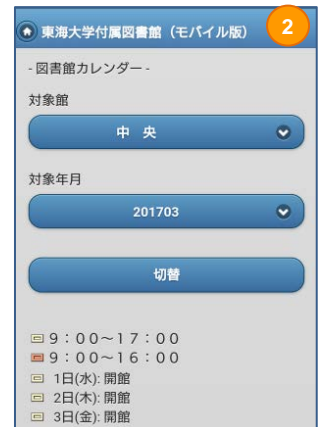 東海大学付属図書館（モバイル版）
2
- 図書館カレンダー -
対象館
中　央
対象年月
201703
切替
９：００～１７：００
９：００～１６：００
1日(水): 開館
2日(木): 開館
3日(金): 開館